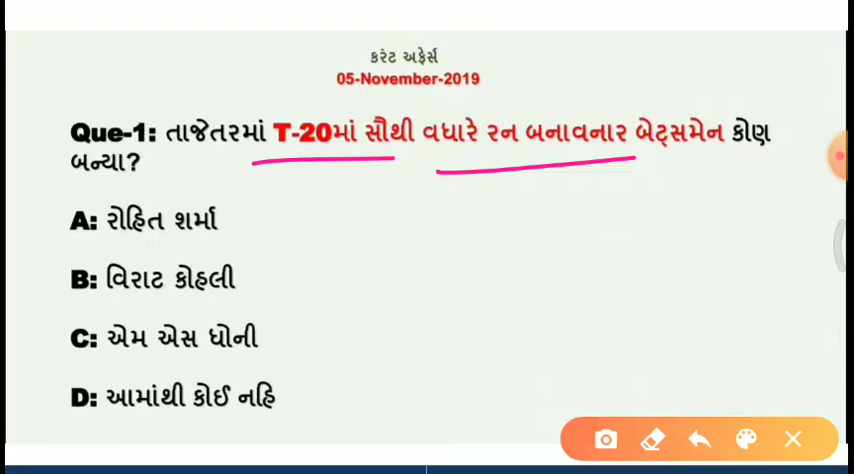 કરંટ અફેર્સ
05-November-2019
Que-1: તાજેતરમાં T-20માં સૌથી વધારે રન બનાવનાર બેટ્સમેન કોણ
બન્યા?
A: રોહિત શર્મા
B: વિરાટ કોહલી
C: એમ એસ ધોની
D: આમાંથી કોઈ નહિ